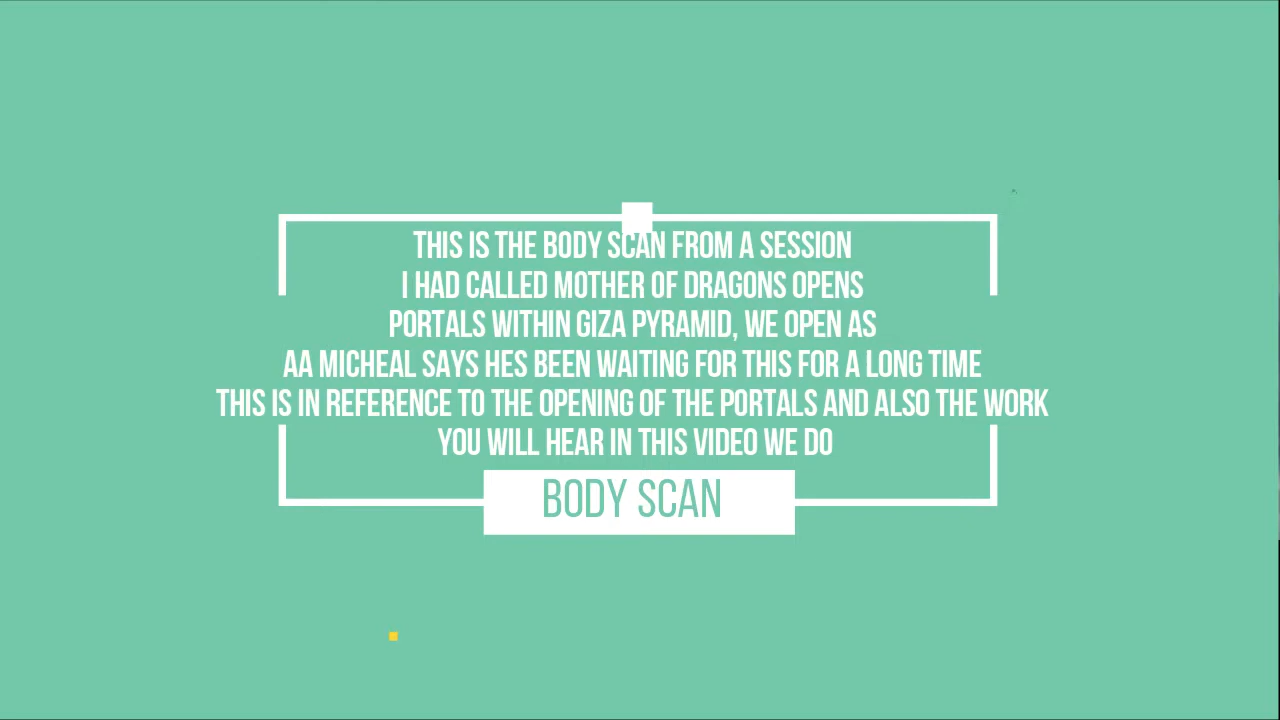 THIS IS THE BODY SCAN FROM A SESSION
I HAD CALLED MOTHER OF DRAGONS OPENS
PORTALS WITHIN GIZA PYRAMID, WE OPEN AS
AA MICHEAL SAYS HES BEEN WAITING FOR THIS FOR A LONG TIME
THIS IS IN REFERENCE TO THE OPENING OF THE PORTALS AND ALSO THE WORK
YOU WILL HEAR IN THIS VIDEO WE DO
BODY SCAN